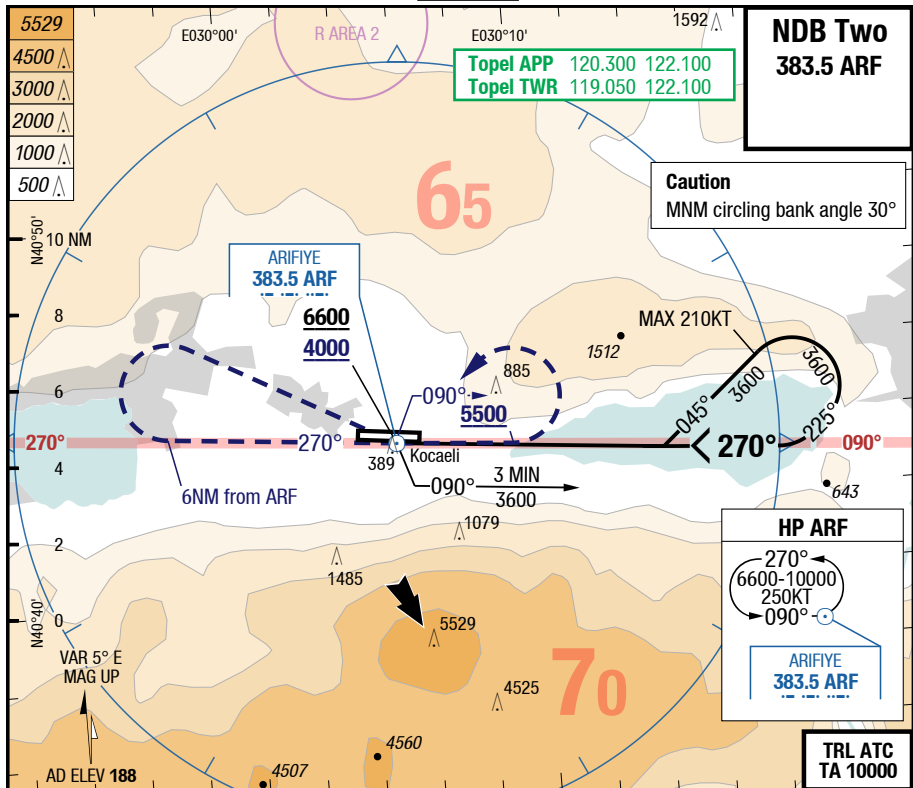 5529
4500
3000
2000
1000
500
E030°00'
R AREA 2
E030°10'
1592
Topel APP 120.300 122.100
Topel TWR 119.050 122.100
NDB Two
383.5 ARF
Caution
MNM circling bank angle 30°
65
N40°50'
10 NM
8
6
4
2
0
N40°40'
ARIFIYE
383.5 ARF
6600
4000
MAX 210KT
1512
885
090°
5500
045°
3600
3600
225°
270°
270°
270°
090°
389
Kocaeli
090°
3 MIN
3600
6NM from ARF
643
1079
1485
5529
70
4525
4560
4507
HP ARF
270°
6600-10000
250KT
090°
ARIFIYE
383.5 ARF
VAR 5° E
MAG UP
AD ELEV 188
TRL ATC
TA 10000